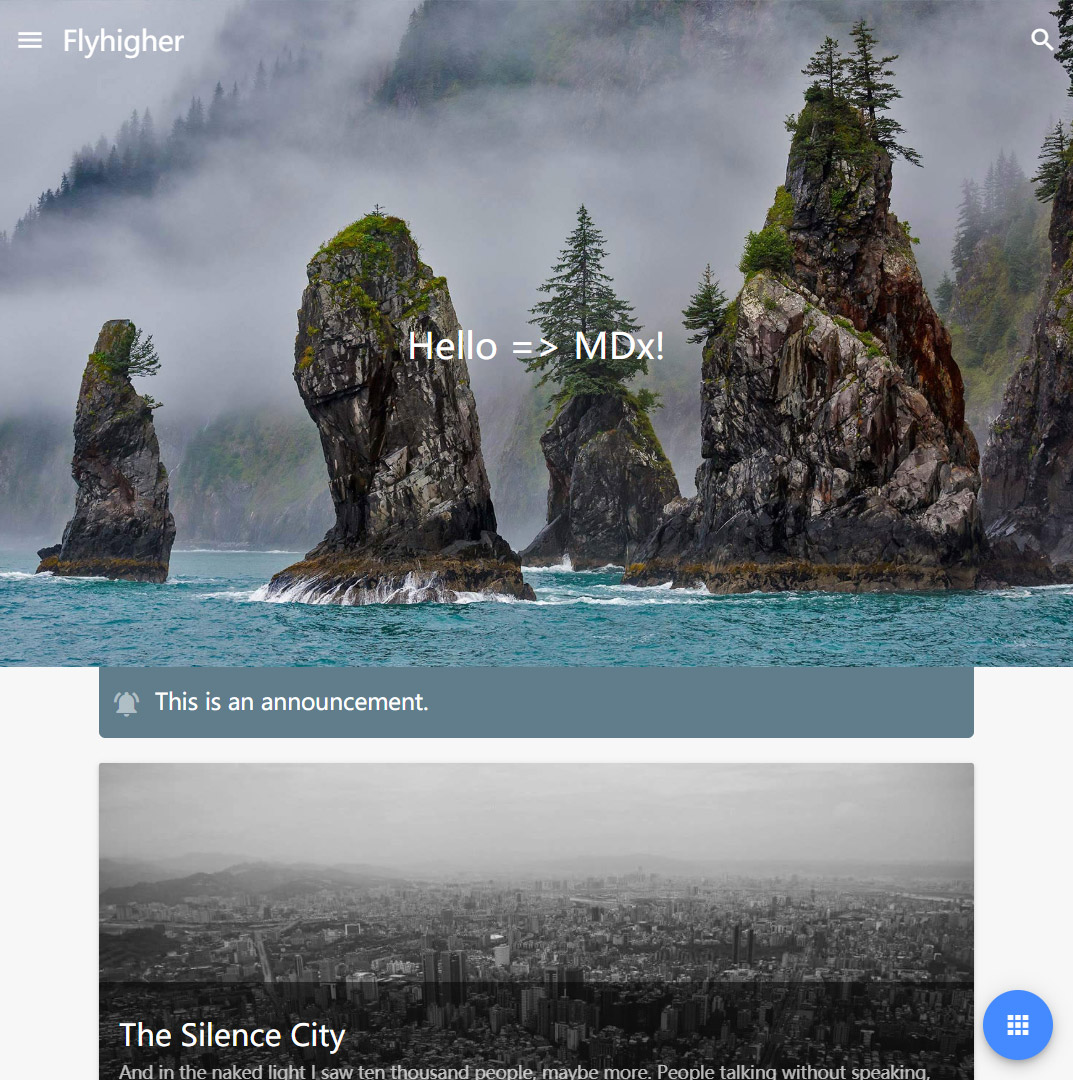 Flyhigher
Hello => MDx!
This is an announcement.
The Silence City
And in the naked light I saw ten thousand people, maybe more. People talking without speaking,